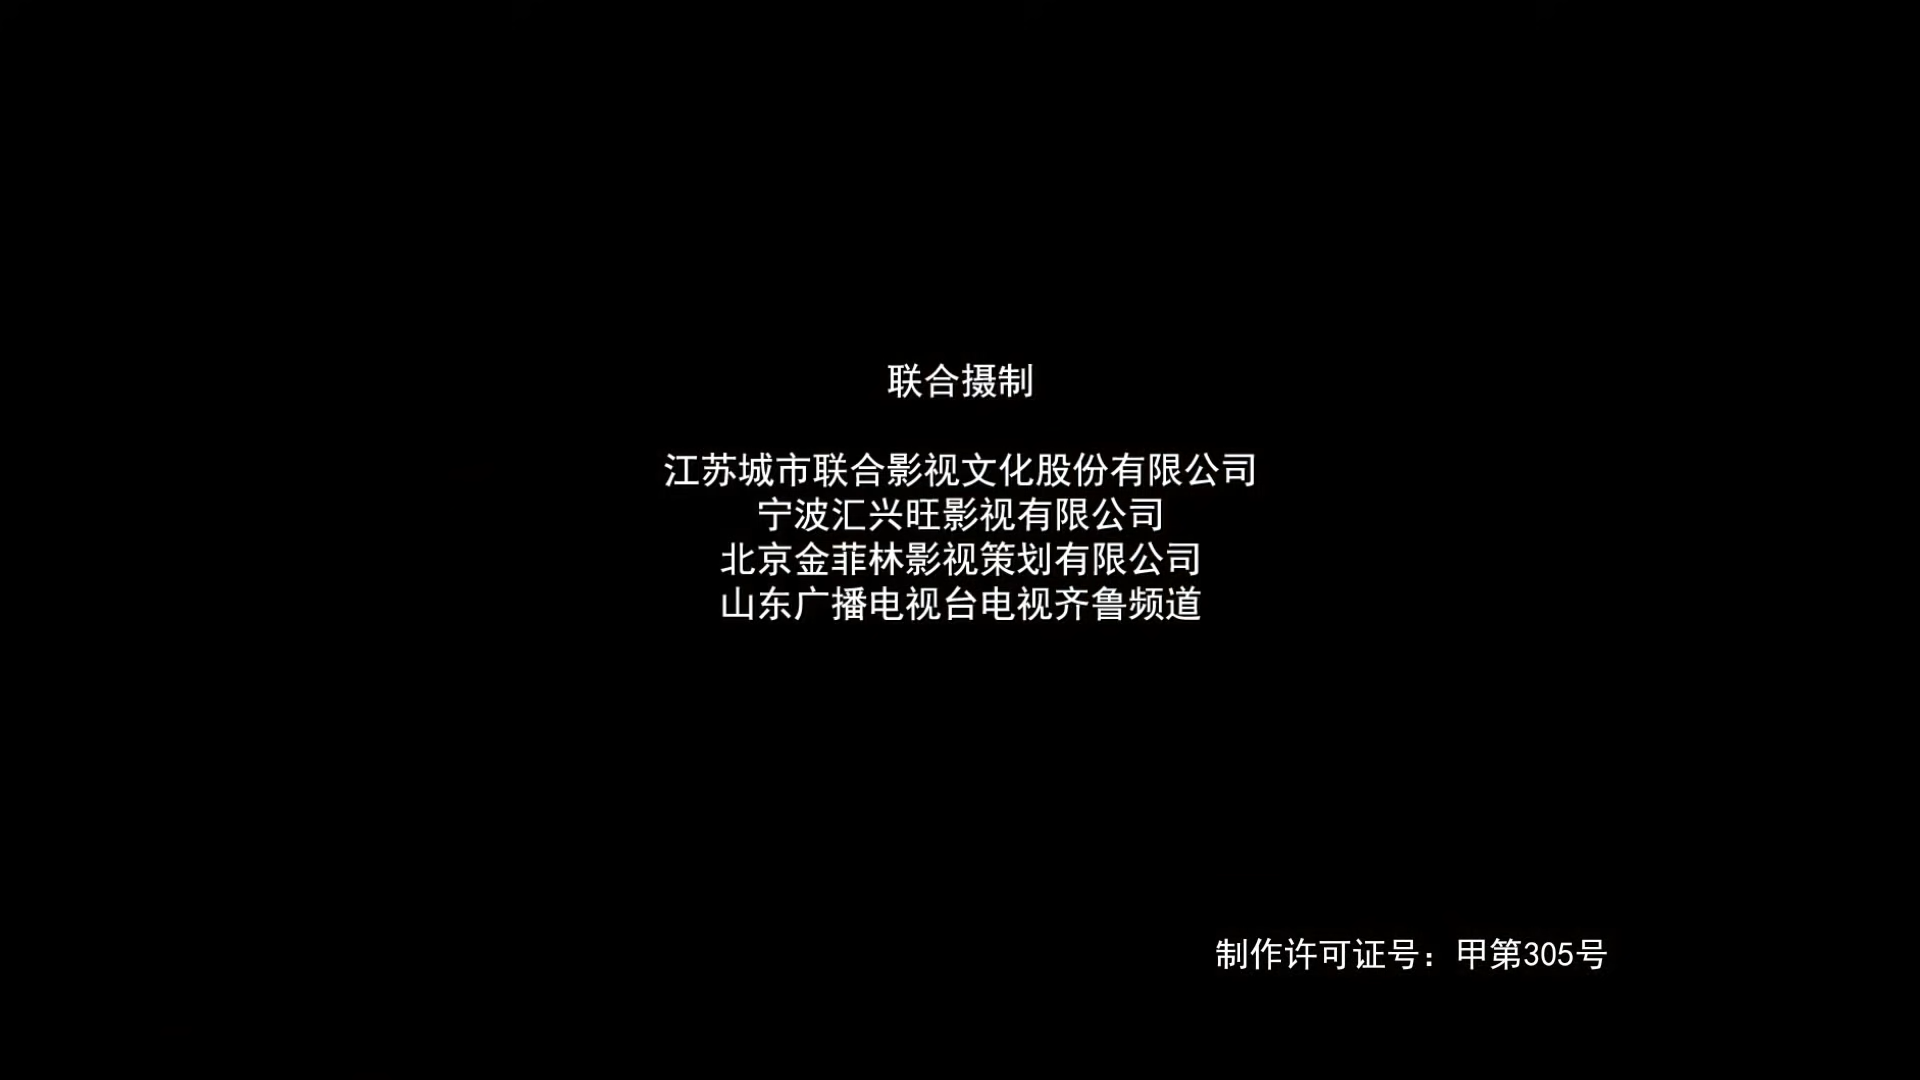 联合摄制
江苏城市联合影视文化股份有限公司
宁波汇兴旺影视有限公司
北京金菲林影视策划有限公司
山东广播电视台电视齐鲁频道
制作许可证号：甲第305号